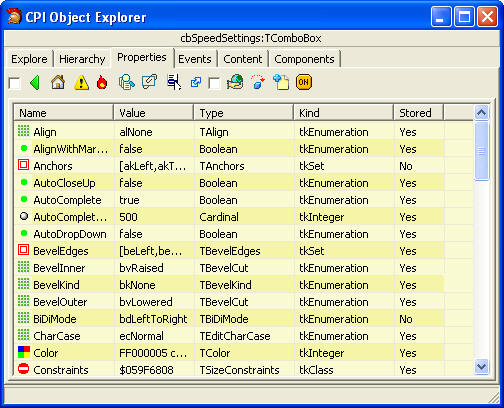 CPI Object Explorer
cbSpeedSettings:TComboBox
Explore Hierarchy Properties Events Content Components
ON
Name Value Type Kind Stored
Align alNone TAlign tkEnumeration Yes
AlignWithMar... false Boolean tkEnumeration Yes
Anchors [akLeft,akT... TAnchors tkSet No
AutoCloseUp false Boolean tkEnumeration Yes
AutoComplete true Boolean tkEnumeration Yes
AutoComplet... 500 Cardinal tkInteger Yes
AutoDropDown false Boolean tkEnumeration Yes
BevelEdges [beLeft,be... TBevelEdges tkSet Yes
BevelInner bvRaised TBevelCut tkEnumeration Yes
BevelKind bkNone TBevelKind tkEnumeration Yes
BevelOuter bvLowered TBevelCut tkEnumeration Yes
BiDiMode bdLeftToRight TBiDiMode tkEnumeration No
CharCase ecNormal TEditCharCase tkEnumeration Yes
Color FF000005 c... TColor tkInteger Yes
Constraints $059F6808 TSizeConstraints tkClass Yes